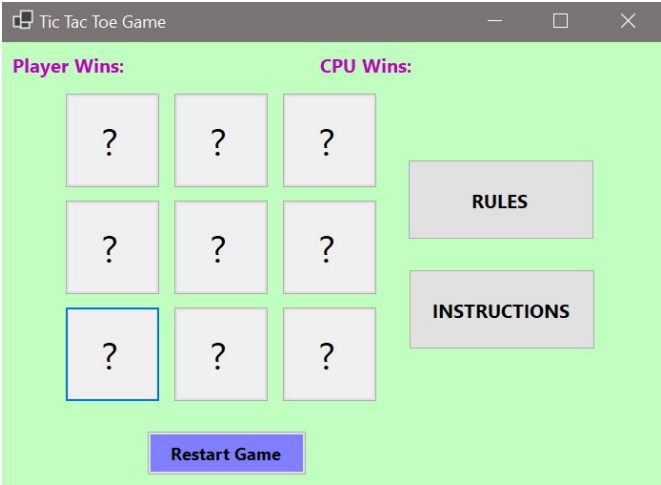 Tic Tac Toe Game
Player Wins: CPU Wins:
? ? ?
RULES
? ? ?
INSTRUCTIONS
? ? ?
Restart Game